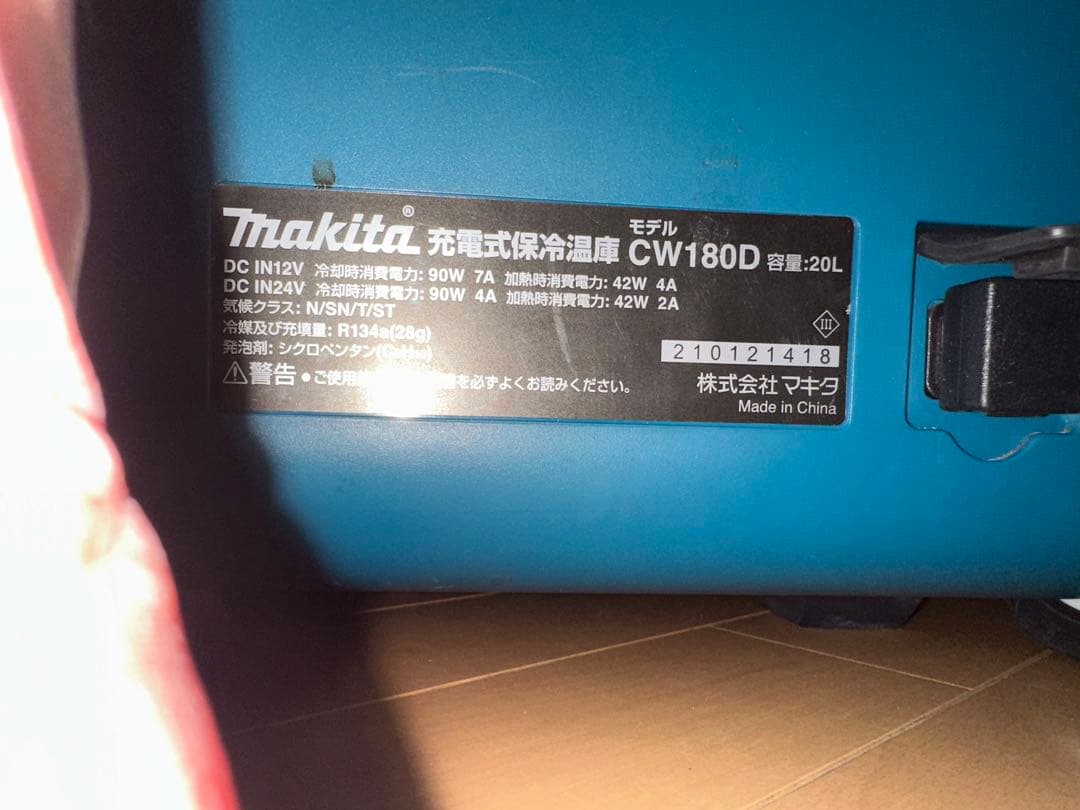 makita® 充電式保冷温庫 モデル CW180D 容量:20L
DC IN12V 冷却時消費電力: 90W 7A 加熱時消費電力: 42W 4A
DC IN24V 冷却時消費電力: 90W 4A 加熱時消費電力: 42W 2A
気候クラス: N/SN/T/ST
冷媒及び充填量: R134a(28g)
発泡剤: シクロペンタン
III
210121418
警告 ●ご使用 を必ずよくお読みください。
株式会社 マキタ
Made in China